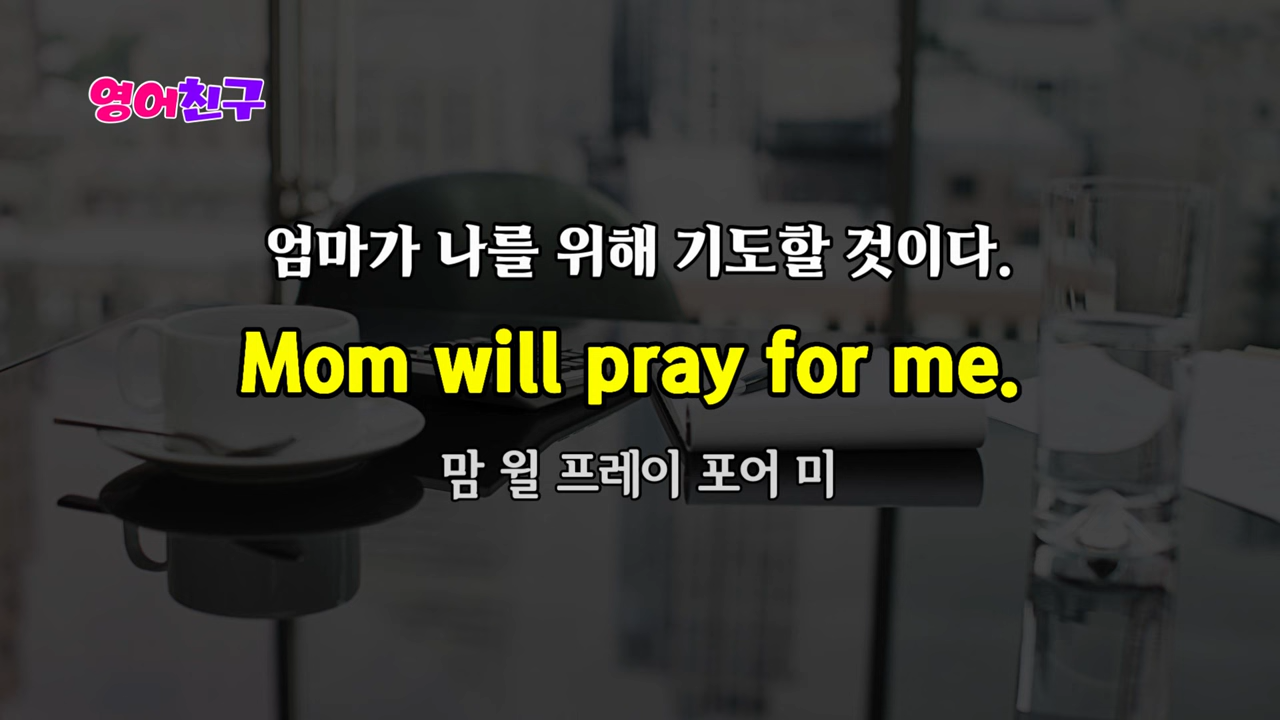 영어친구
엄마가 나를 위해 기도할 것이다.
Mom will pray for me.
맘 윌 프레이 포어 미